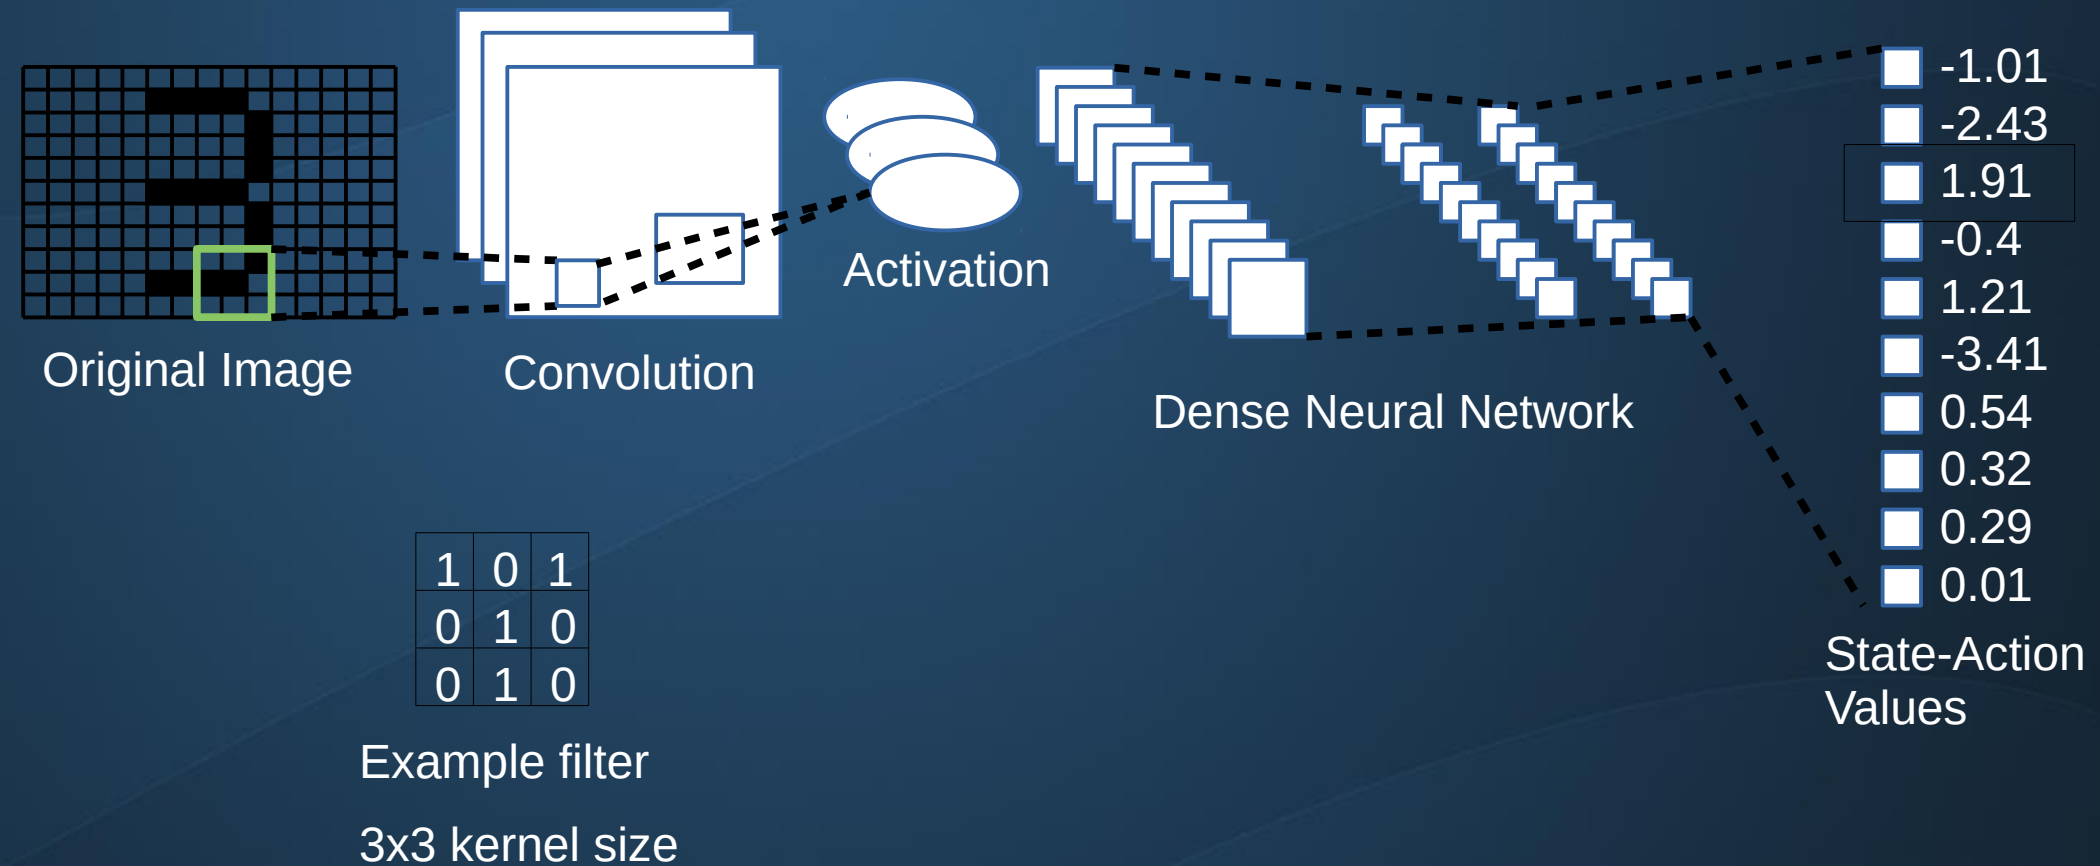 Original Image
Convolution
Activation
Dense Neural Network
-1.01
-2.43
1.91
-0.4
1.21
-3.41
0.54
0.32
0.29
0.01
State-Action
Values
1 0 1
0 1 0
0 1 0
Example filter
3x3 kernel size